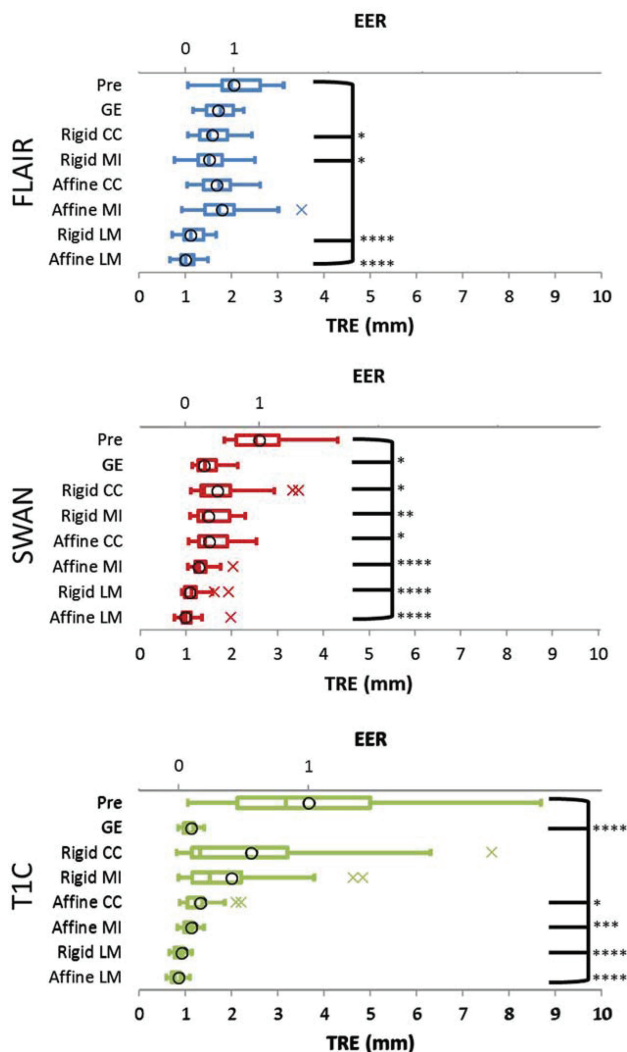 EER
0 1
FLAIR
Pre
GE
Rigid CC *
Rigid MI *
Affine CC
Affine MI
Rigid LM ****
Affine LM ****
0 1 2 3 4 5 6 7 8 9 10
TRE (mm)
EER
0 1
SWAN
Pre
GE *
Rigid CC *
Rigid MI **
Affine CC *
Affine MI ****
Rigid LM ****
Affine LM ****
0 1 2 3 4 5 6 7 8 9 10
TRE (mm)
EER
0 1
T1C
Pre
GE ****
Rigid CC
Rigid MI
Affine CC *
Affine MI ***
Rigid LM ****
Affine LM ****
0 1 2 3 4 5 6 7 8 9 10
TRE (mm)